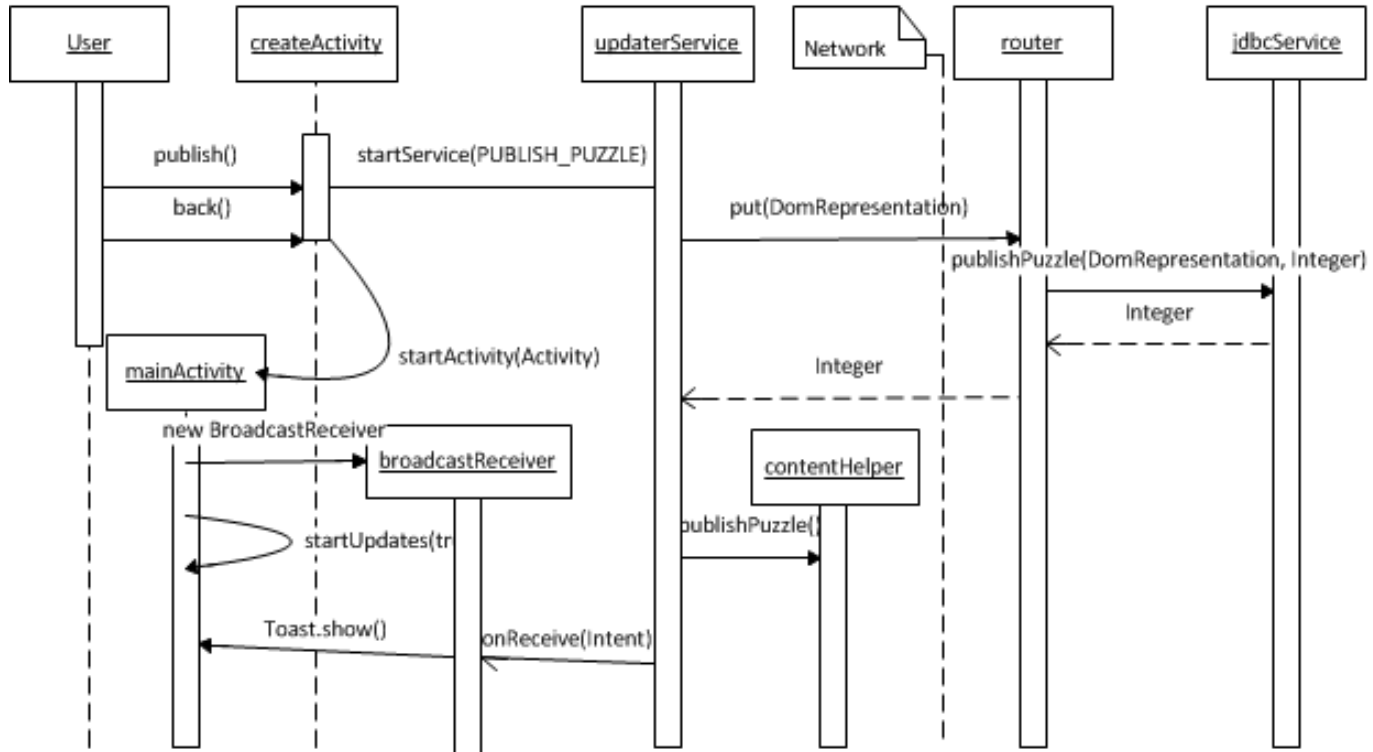 User
createActivity
updaterService
Network
router
jdbcService
publish()
startService(PUBLISH_PUZZLE)
back()
put(DomRepresentation)
publishPuzzle(DomRepresentation, Integer)
Integer
startActivity(Activity)
mainActivity
Integer
new BroadcastReceiver
broadcastReceiver
contentHelper
publishPuzzle()
startUpdates(tr
Toast.show()
onReceive(Intent)